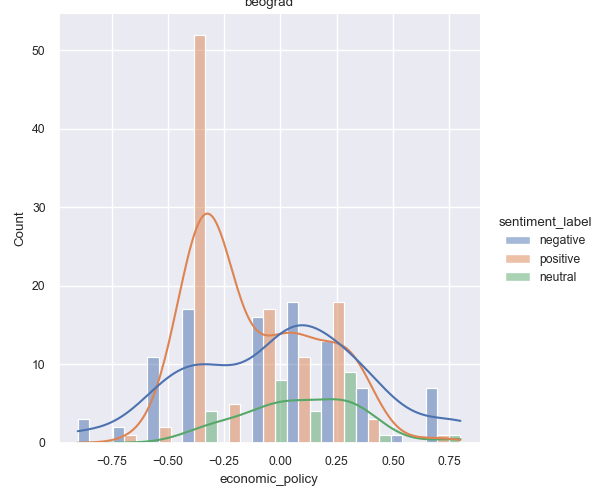 beograd
50
40
30
20
10
0
Count
−0.75 −0.50 −0.25 0.00 0.25 0.50 0.75
economic_policy
sentiment_label
negative
positive
neutral